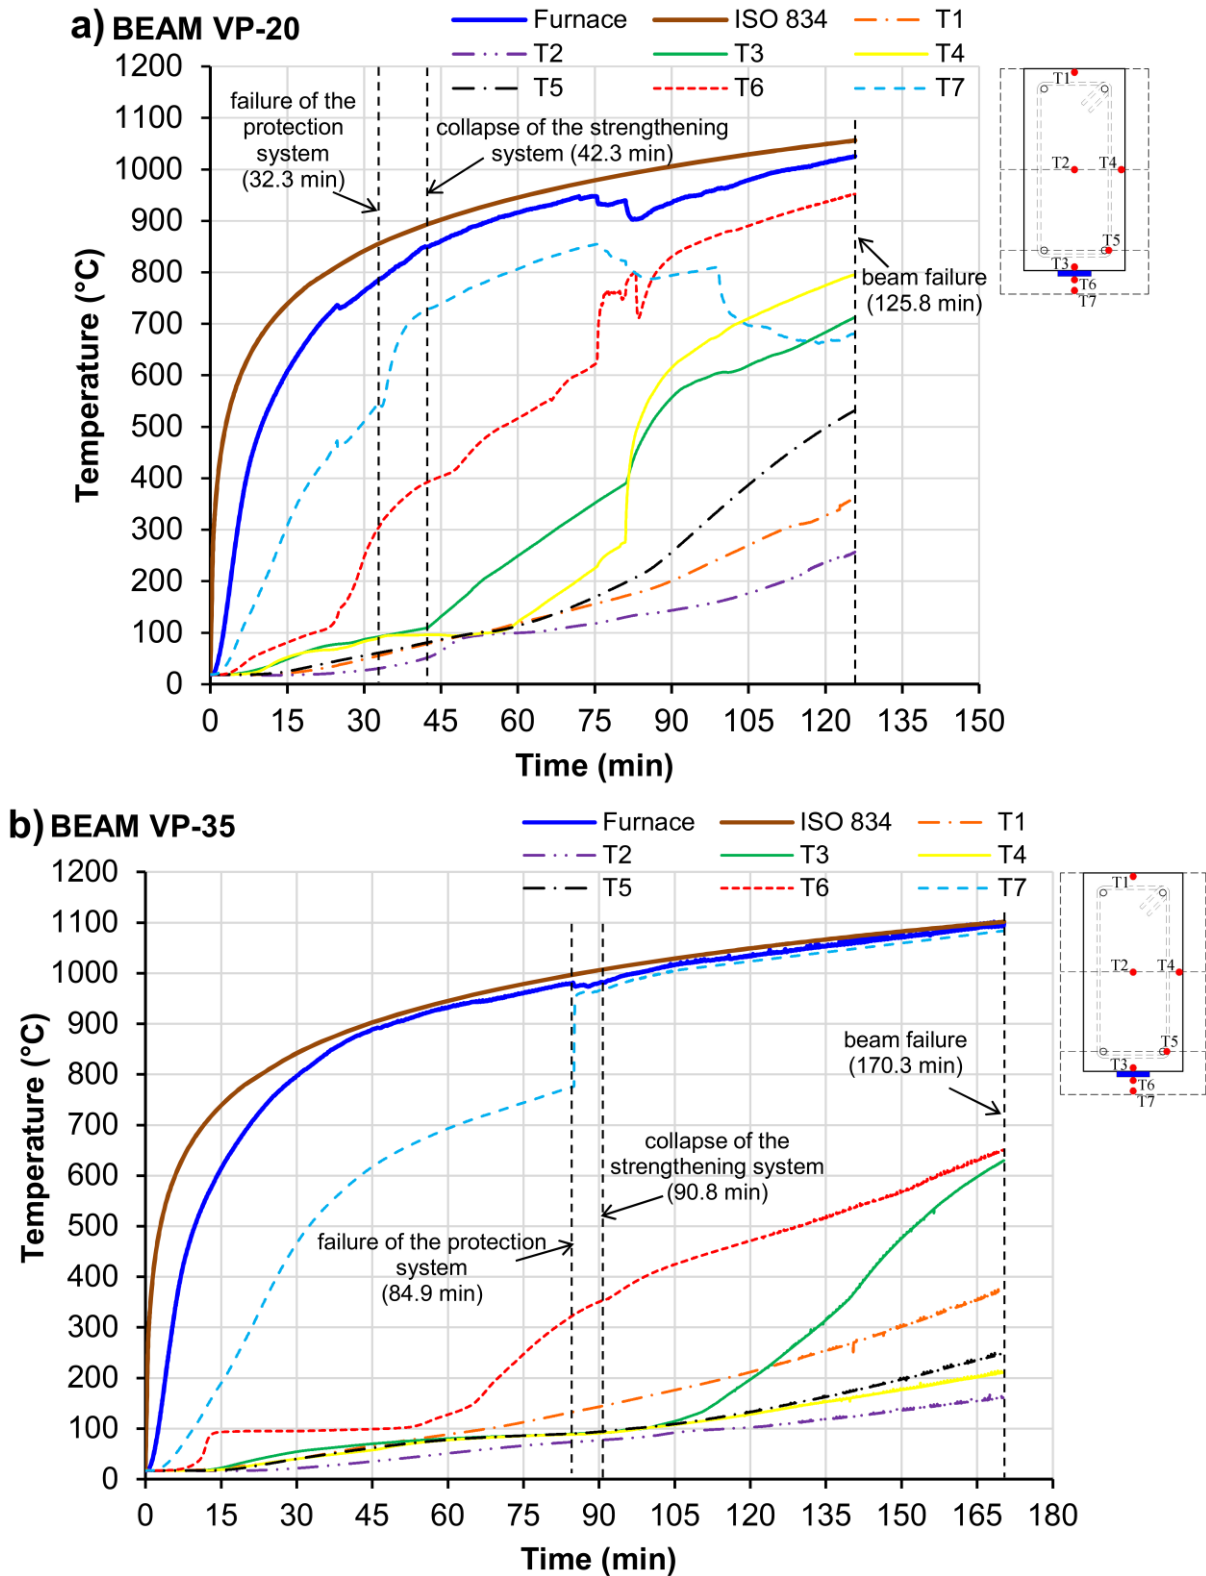 a) BEAM VP-20
Furnace ISO 834 T1
T2 T3 T4
T5 T6 T7
1200
1100
1000
900
800
700
600
500
400
300
200
100
0
Temperature (°C)
failure of the
protection
system
(32.3 min)
collapse of the strengthening
system (42.3 min)
beam failure
(125.8 min)
0 15 30 45 60 75 90 105 120 135 150
Time (min)
T1
T2 T4
T5
T3
T6
T7
b) BEAM VP-35
Furnace ISO 834 T1
T2 T3 T4
T5 T6 T7
1200
1100
1000
900
800
700
600
500
400
300
200
100
0
Temperature (°C)
beam failure
(170.3 min)
collapse of the
strengthening system
(90.8 min)
failure of the protection
system
(84.9 min)
0 15 30 45 60 75 90 105 120 135 150 165 180
Time (min)
T1
T2 T4
T5
T3
T6
T7